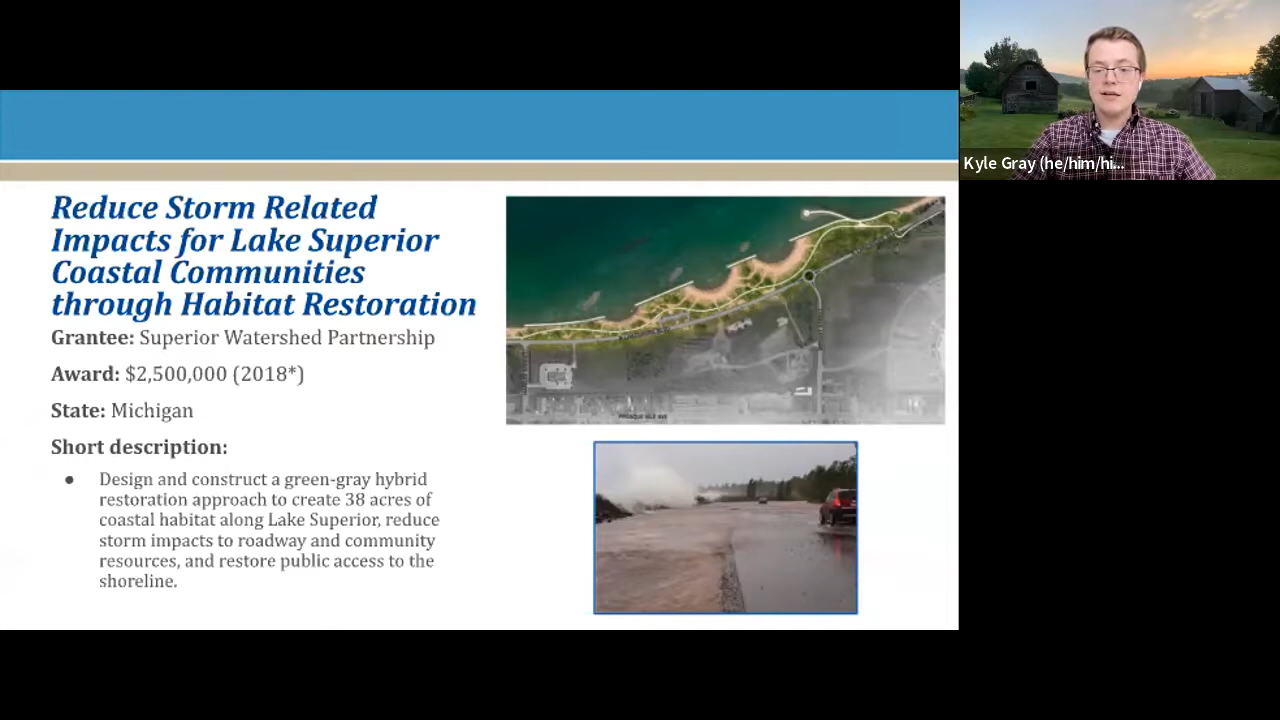 Kyle Gray (he/him/hi...
Reduce Storm Related
Impacts for Lake Superior
Coastal Communities
through Habitat Restoration
Grantee: Superior Watershed Partnership
Award: $2,500,000 (2018*)
State: Michigan
Short description:
● Design and construct a green-gray hybrid
restoration approach to create 38 acres of
coastal habitat along Lake Superior, reduce
storm impacts to roadway and community
resources, and restore public access to the
shoreline.
PRESQUE ISLE AVE